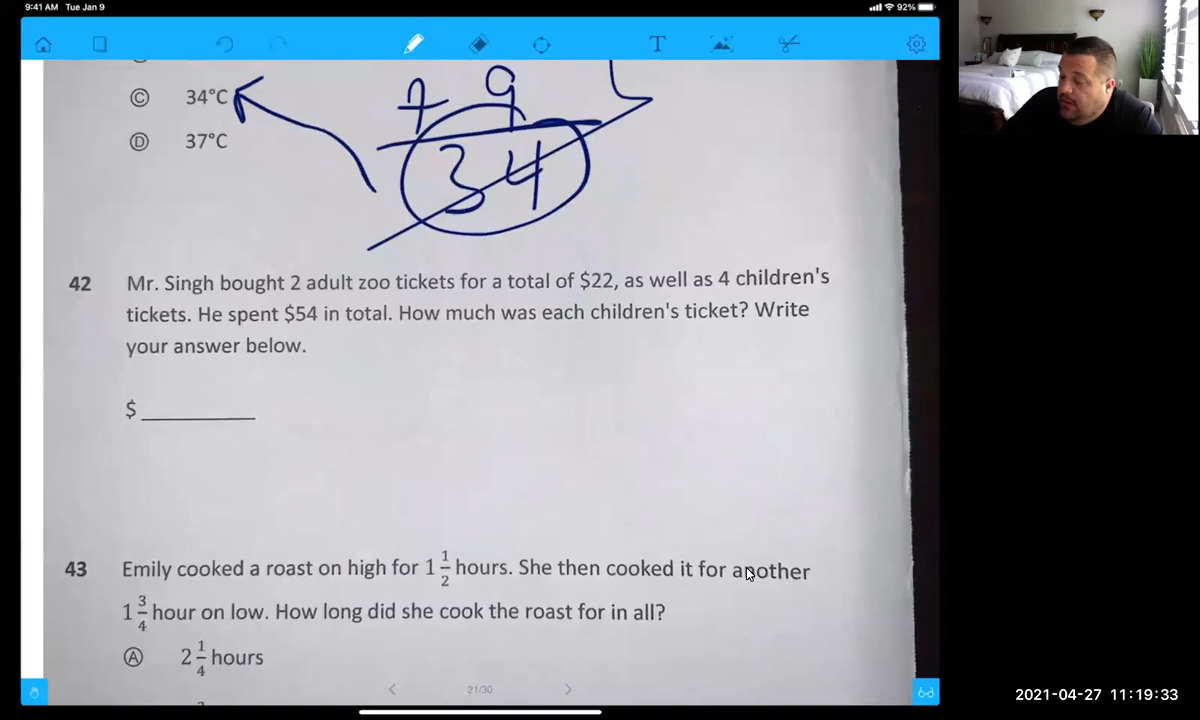 9:41 AM Tue Jan 9
92%
T
C 34°C
7 9
D 37°C
34
42 Mr. Singh bought 2 adult zoo tickets for a total of $22, as well as 4 children's
tickets. He spent $54 in total. How much was each children's ticket? Write
your answer below.
$ __________
43 Emily cooked a roast on high for 1 1/2 hours. She then cooked it for another
1 3/4 hour on low. How long did she cook the roast for in all?
A 2 1/4 hours
21/30
2021-04-27 11:19:33